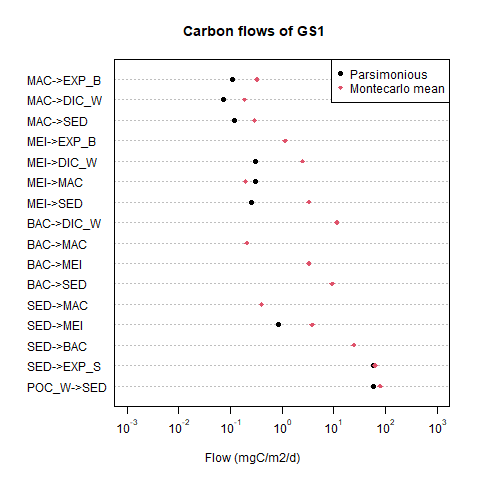 Carbon flows of GS1
Parsimonious
Montecarlo mean
MAC->EXP_B
MAC->DIC_W
MAC->SED
MEI->EXP_B
MEI->DIC_W
MEI->MAC
MEI->SED
BAC->DIC_W
BAC->MAC
BAC->MEI
BAC->SED
SED->MAC
SED->MEI
SED->BAC
SED->EXP_S
POC_W->SED
10⁻³ 10⁻² 10⁻¹ 10⁰ 10¹ 10² 10³
Flow (mgC/m2/d)